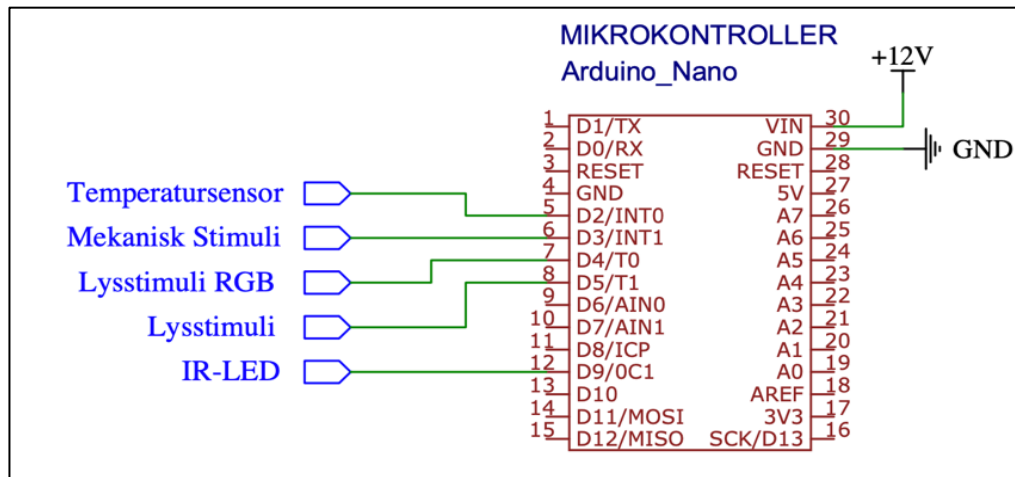 MIKROKONTROLLER
Arduino_Nano
+12V
GND
Temperatursensor
Mekanisk Stimuli
Lysstimuli RGB
Lysstimuli
IR-LED
1 D1/TX VIN 30
2 D0/RX GND 29
3 RESET RESET 28
4 GND 5V 27
5 D2/INT0 A7 26
6 D3/INT1 A6 25
7 D4/T0 A5 24
8 D5/T1 A4 23
9 D6/AIN0 A3 22
10 D7/AIN1 A2 21
11 D8/ICP A1 20
12 D9/0C1 A0 19
13 D10 AREF 18
14 D11/MOSI 3V3 17
15 D12/MISO SCK/D13 16